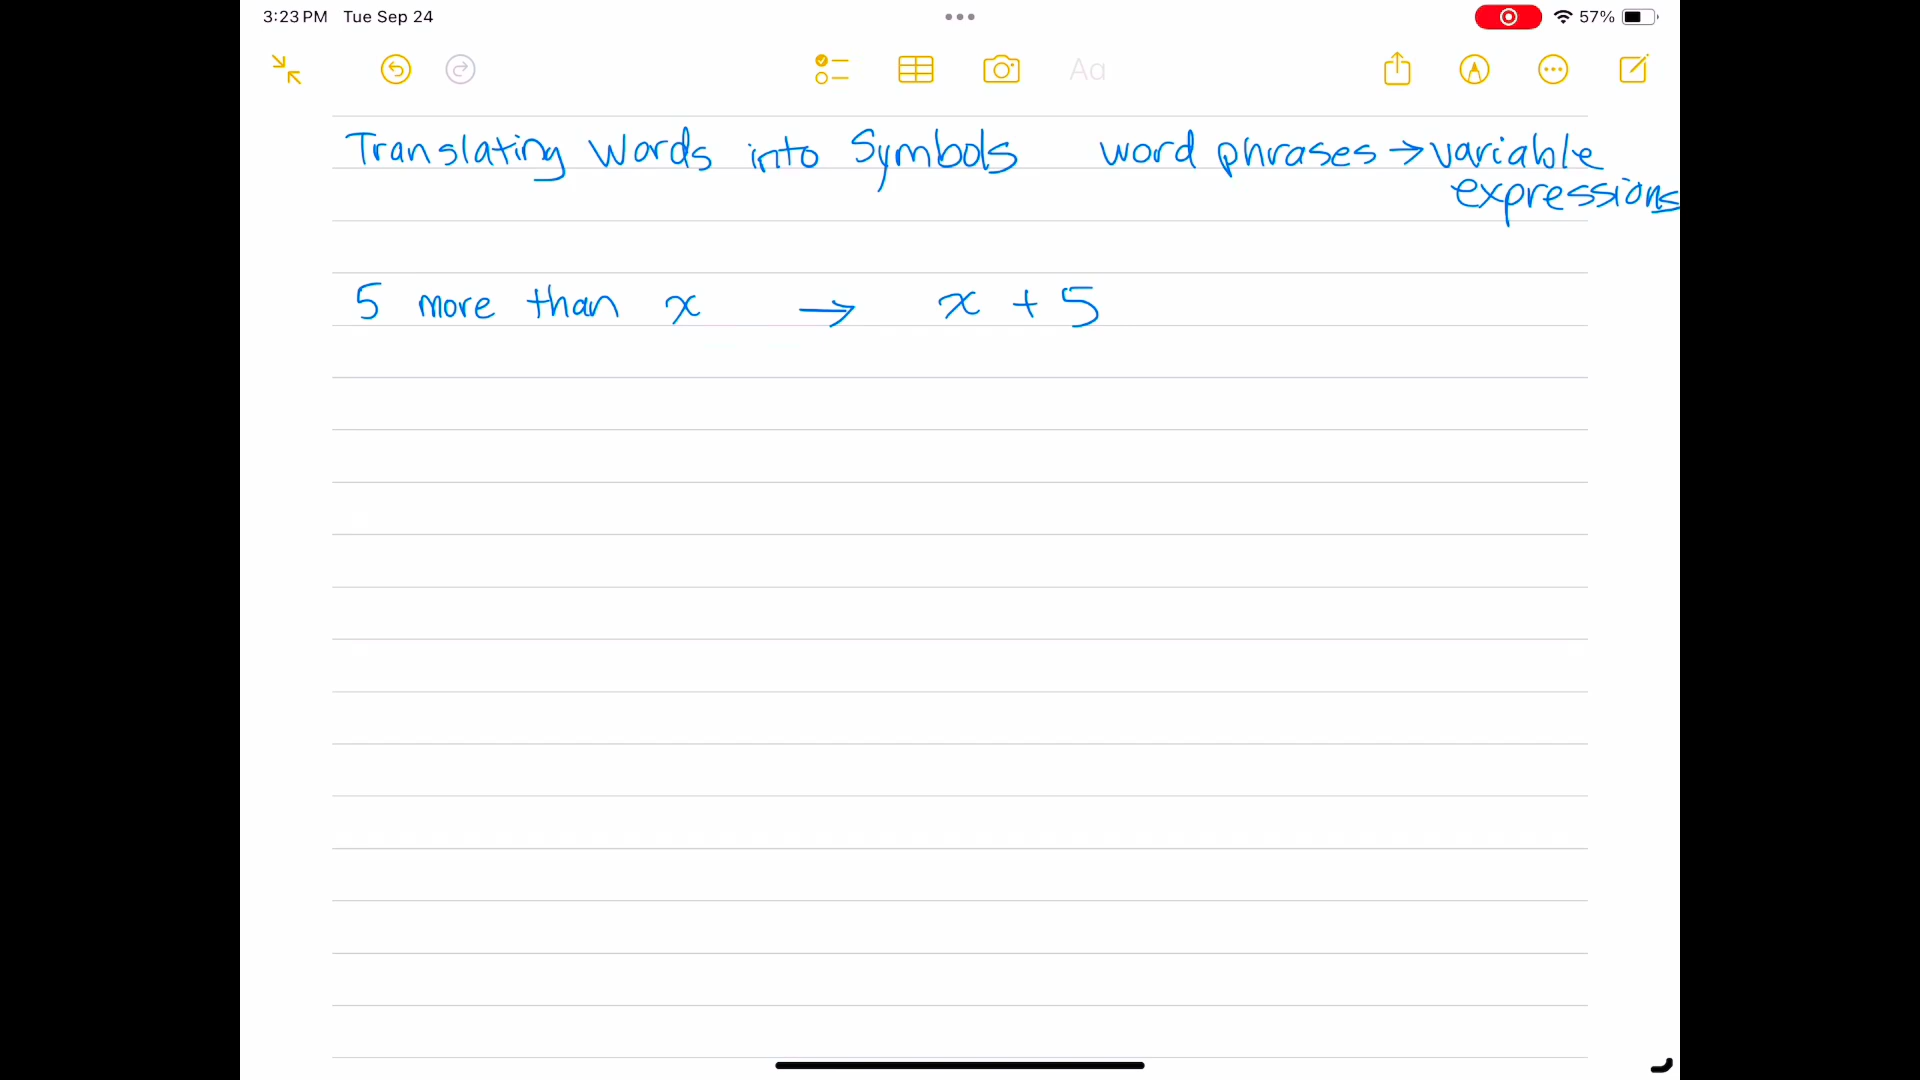 3:23 PM Tue Sep 24
57%
Aa
Translating Words into Symbols word phrases → variable
expressions
5 more than x → x + 5